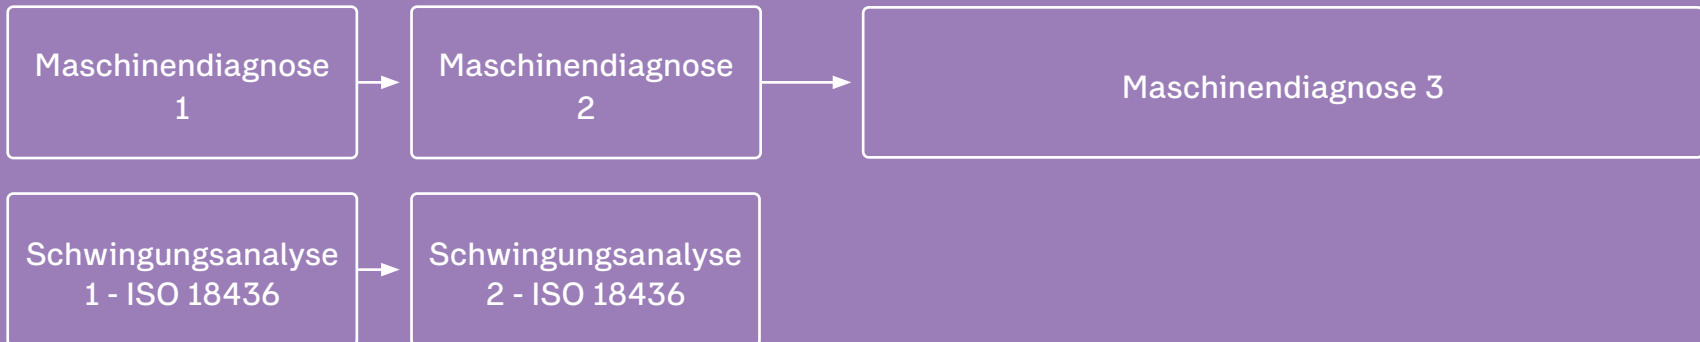 Maschinendiagnose
1
Maschinendiagnose
2
Maschinendiagnose 3
Schwingungsanalyse
1 - ISO 18436
Schwingungsanalyse
2 - ISO 18436